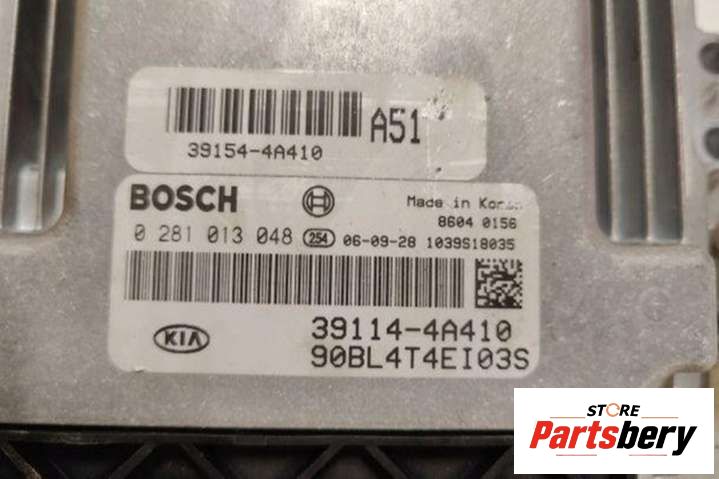 A51
39154-4A410
BOSCH
Made in Korea
8604 0156
0 281 013 048 254 06-09-28 1039S18035
KIA
39114-4A410
90BL4T4EI03S
STORE
Partsbery